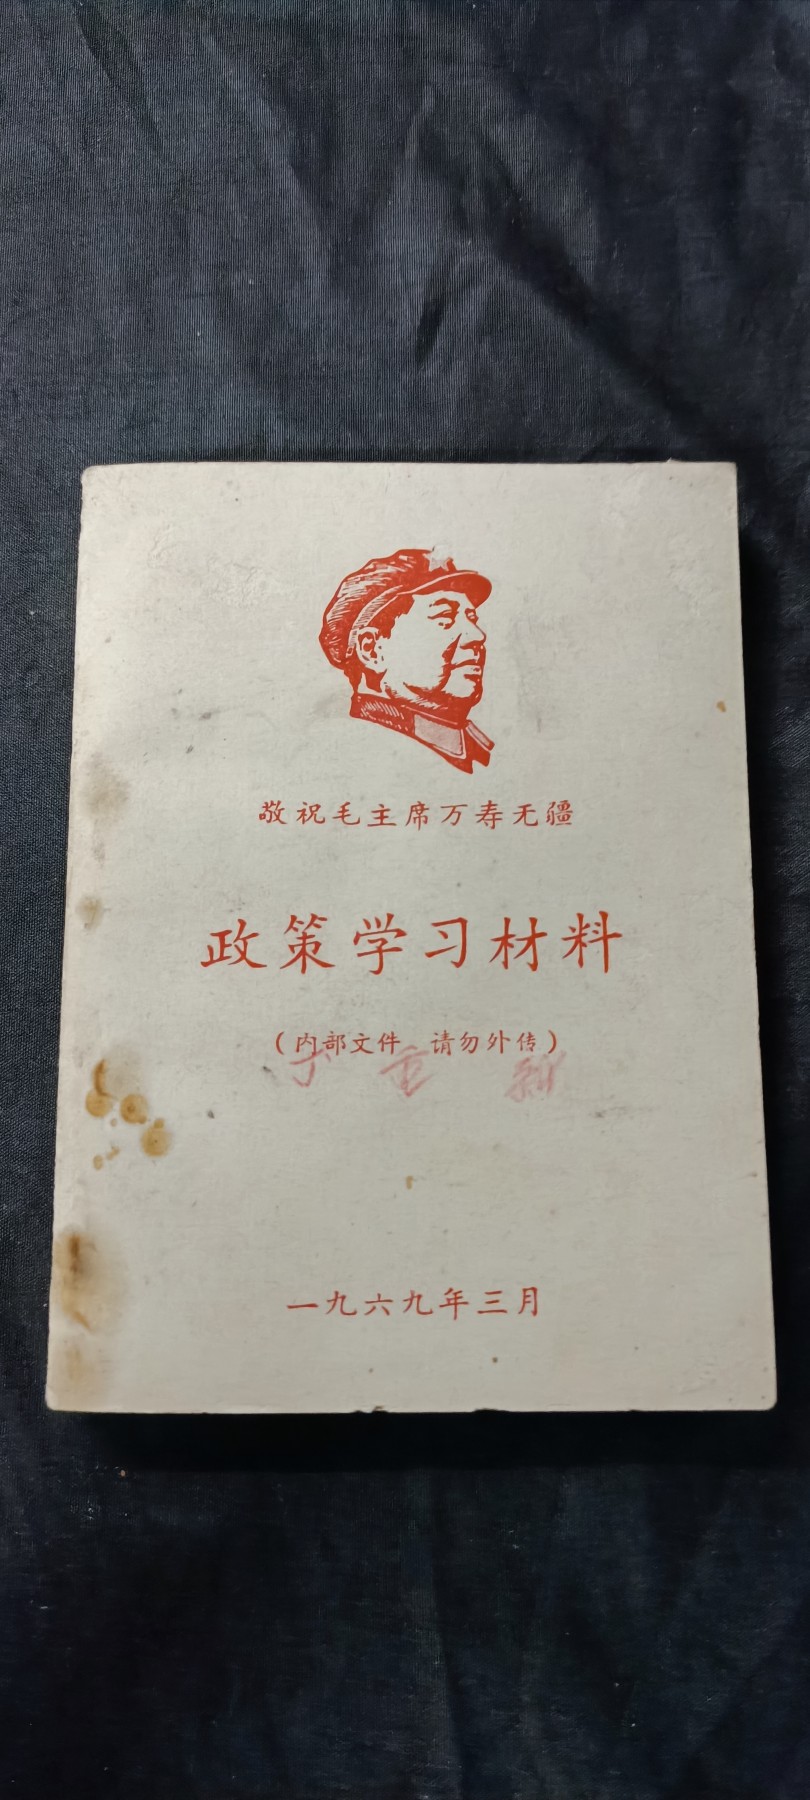 敬祝毛主席万寿无疆
政策学习材料
（内部文件 请勿外传）
一九六九年三月